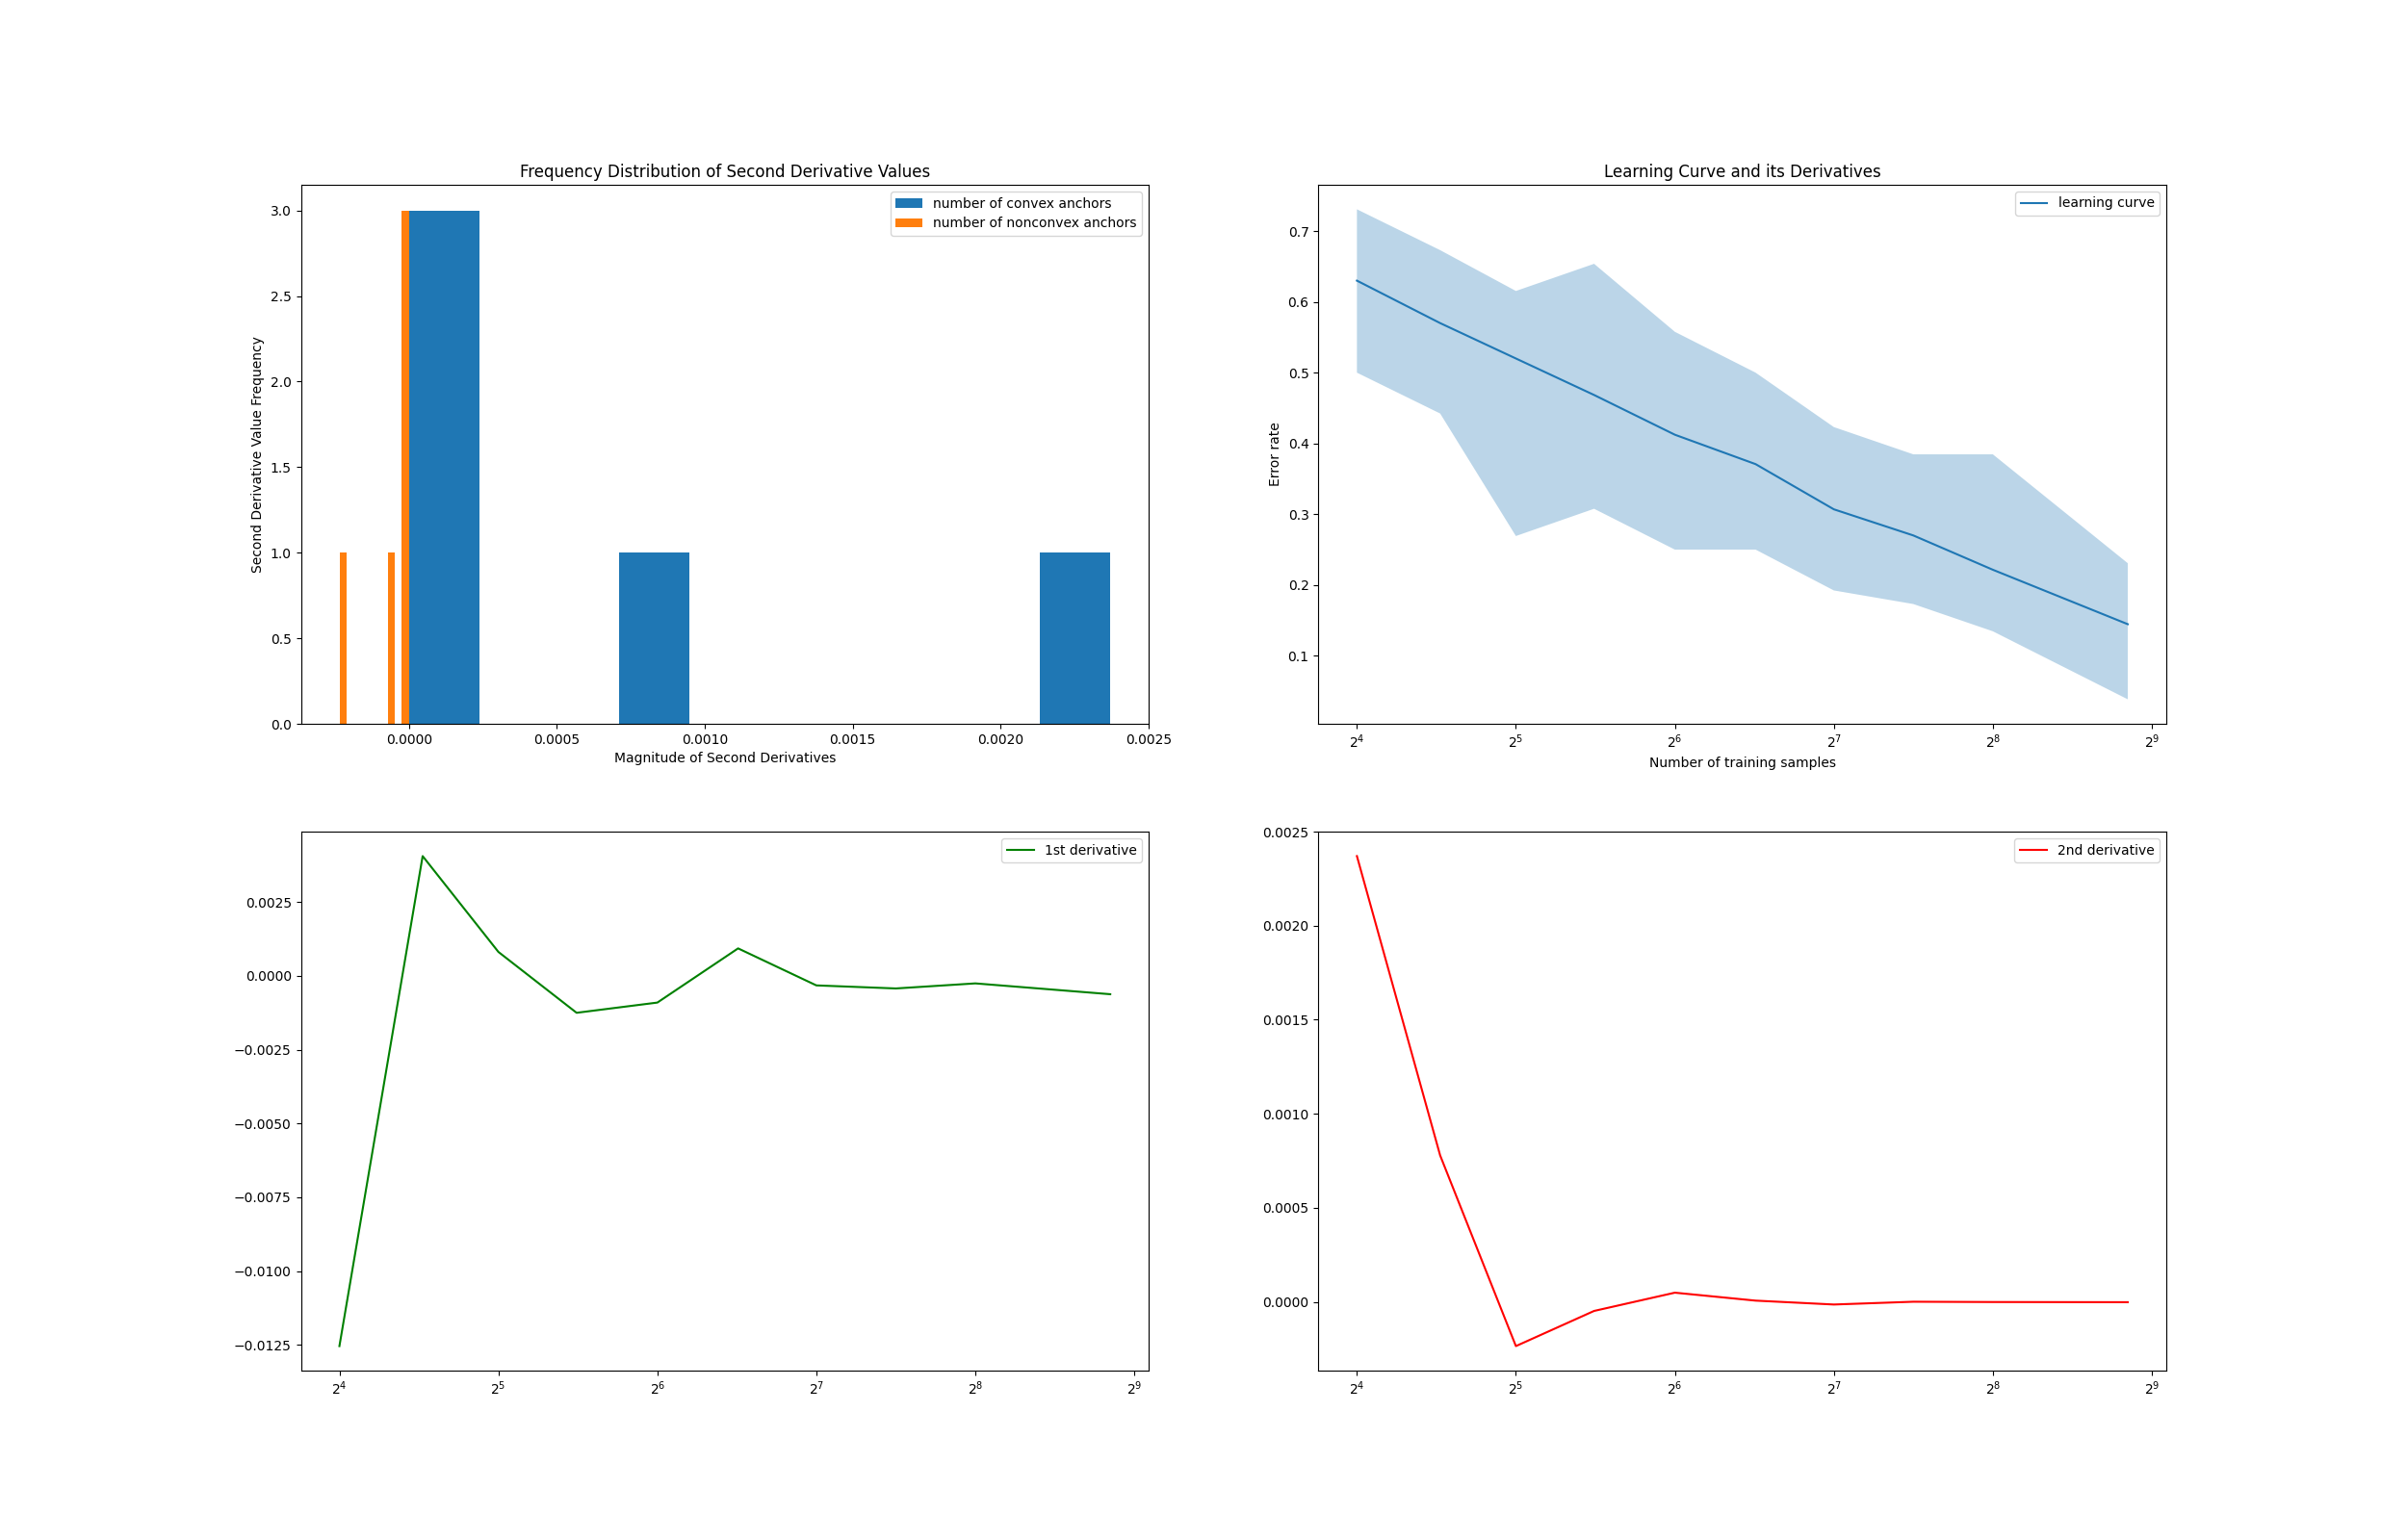 Frequency Distribution of Second Derivative Values
number of convex anchors
number of nonconvex anchors
3.0
2.5
2.0
1.5
1.0
0.5
0.0
Second Derivative Value Frequency
0.0000 0.0005 0.0010 0.0015 0.0020 0.0025
Magnitude of Second Derivatives
Learning Curve and its Derivatives
learning curve
0.7
0.6
0.5
0.4
0.3
0.2
0.1
Error rate
2⁴ 2⁵ 2⁶ 2⁷ 2⁸ 2⁹
Number of training samples
1st derivative
0.0025
0.0000
−0.0025
−0.0050
−0.0075
−0.0100
−0.0125
2⁴ 2⁵ 2⁶ 2⁷ 2⁸ 2⁹
2nd derivative
0.0025
0.0020
0.0015
0.0010
0.0005
0.0000
2⁴ 2⁵ 2⁶ 2⁷ 2⁸ 2⁹